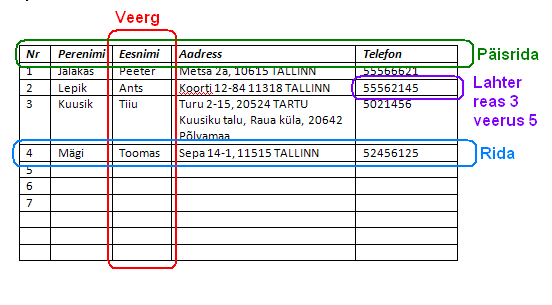 Veerg
Nr Perenimi Eesnimi Aadress Telefon
Päisrida
1 Jalakas Peeter Metsa 2a, 10615 TALLINN 55566621
2 Lepik Ants Koorti 12-84 11318 TALLINN 55562145
Lahter
reas 3
veerus 5
3 Kuusik Tiiu Turu 2-15, 20524 TARTU 5021456
Kuusiku talu, Raua küla, 20642
Põlvamaa
4 Mägi Toomas Sepa 14-1, 11515 TALLINN 52456125
Rida
5
6
7